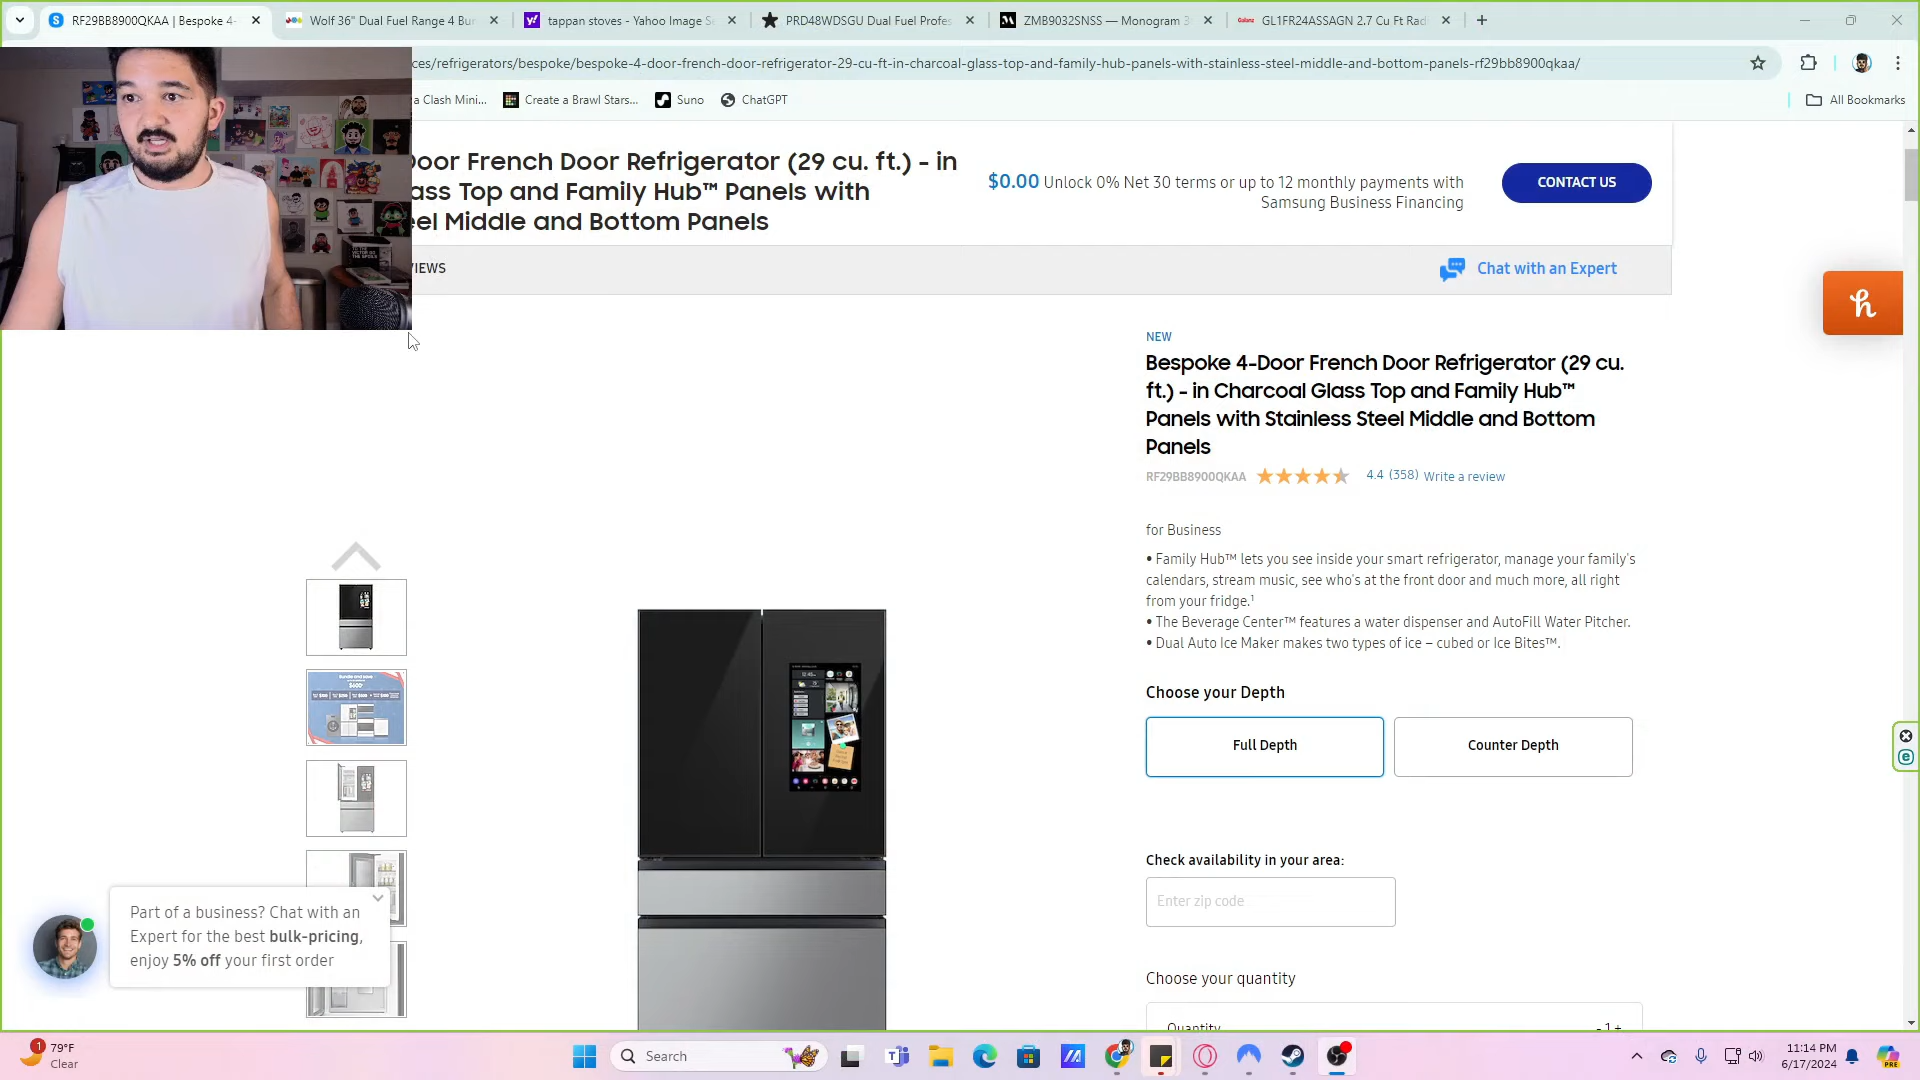 RF29BB8900QKAA | Bespoke 4-
Wolf 36" Dual Fuel Range 4 Bu
tappan stoves - Yahoo Image S
PRD48WDSGU Dual Fuel Profes
ZMB9032SNSS — Monogram 3
GL1FR24ASSAGN 2.7 Cu Ft Rad
ces/refrigerators/bespoke/bespoke-4-door-french-door-refrigerator-29-cu-ft-in-charcoal-glass-top-and-family-hub-panels-with-stainless-steel-middle-and-bottom-panels-rf29bb8900qkaa/
a Clash Mini...
Create a Brawl Stars...
Suno
ChatGPT
All Bookmarks
Door French Door Refrigerator (29 cu. ft.) - in
ass Top and Family Hub™ Panels with
eel Middle and Bottom Panels
$0.00 Unlock 0% Net 30 terms or up to 12 monthly payments with
Samsung Business Financing
CONTACT US
IEWS
Chat with an Expert
NEW
Bespoke 4-Door French Door Refrigerator (29 cu.
ft.) - in Charcoal Glass Top and Family Hub™
Panels with Stainless Steel Middle and Bottom
Panels
RF29BB8900QKAA
4.4 (358) Write a review
for Business
• Family Hub™ lets you see inside your smart refrigerator, manage your family's
calendars, stream music, see who's at the front door and much more, all right
from your fridge.¹
• The Beverage Center™ features a water dispenser and AutoFill Water Pitcher.
• Dual Auto Ice Maker makes two types of ice – cubed or Ice Bites™.
Choose your Depth
Full Depth
Counter Depth
Check availability in your area:
Enter zip code
Choose your quantity
Quantity
- 1 +
Part of a business? Chat with an
Expert for the best bulk-pricing,
enjoy 5% off your first order
1
79°F
Clear
Search
11:14 PM
6/17/2024